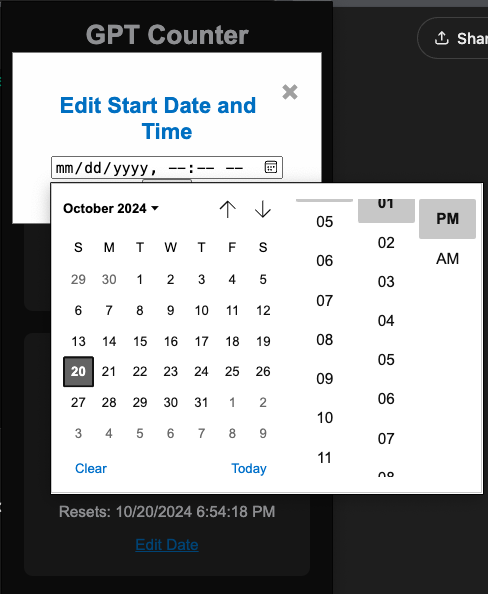 GPT Counter
Shar
Edit Start Date and
Time
mm/dd/yyyy, --:-- --
October 2024
S M T W T F S
29 30 1 2 3 4 5
6 7 8 9 10 11 12
13 14 15 16 17 18 19
20 21 22 23 24 25 26
27 28 29 30 31 1 2
3 4 5 6 7 8 9
Clear Today
05
06
07
08
09
10
11
01
02
03
04
05
06
07
08
PM
AM
Resets: 10/20/2024 6:54:18 PM
Edit Date